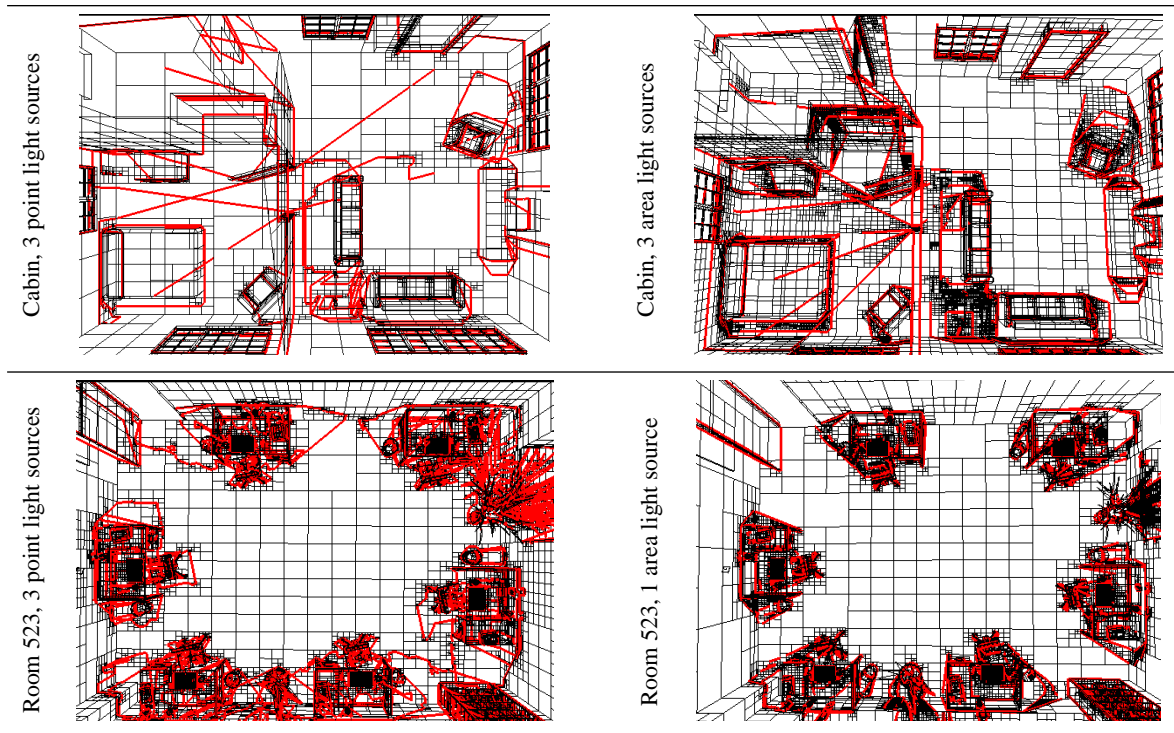 Cabin, 3 point light sources
Cabin, 3 area light sources
Room 523, 3 point light sources
Room 523, 1 area light source